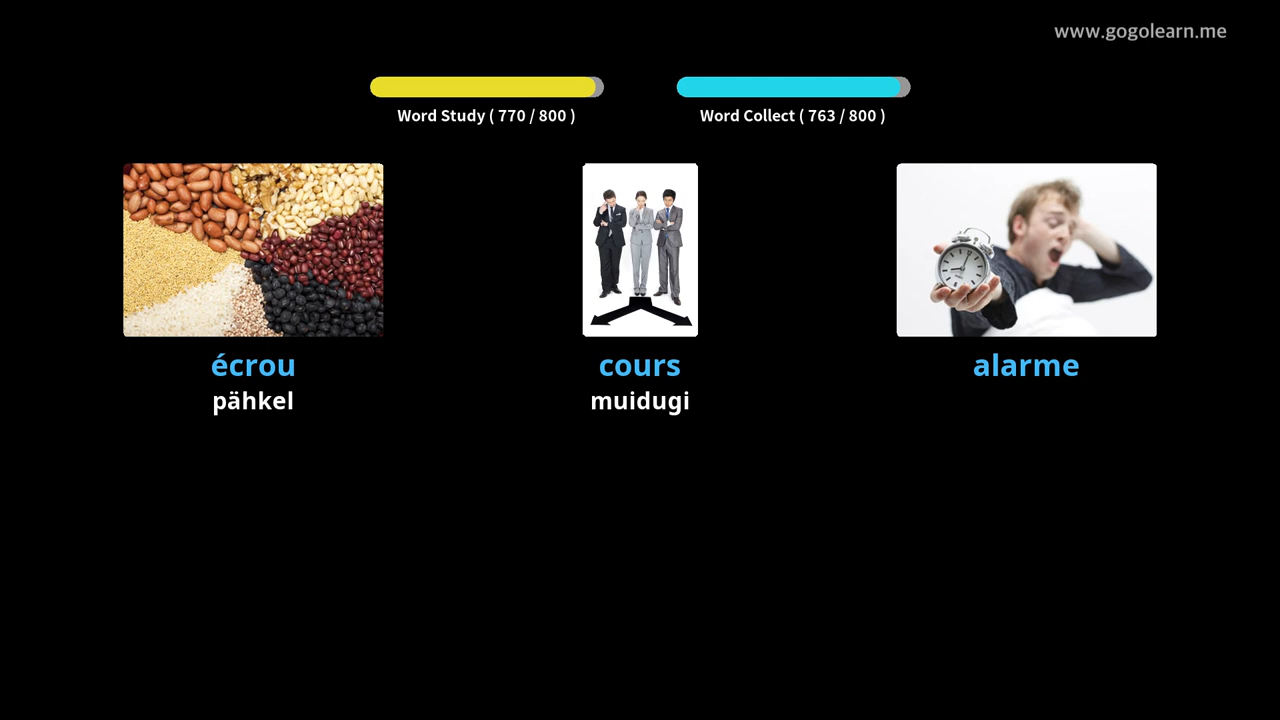 www.gogolearn.me
Word Study ( 770 / 800 )
Word Collect ( 763 / 800 )
écrou
cours
alarme
pähkel
muidugi